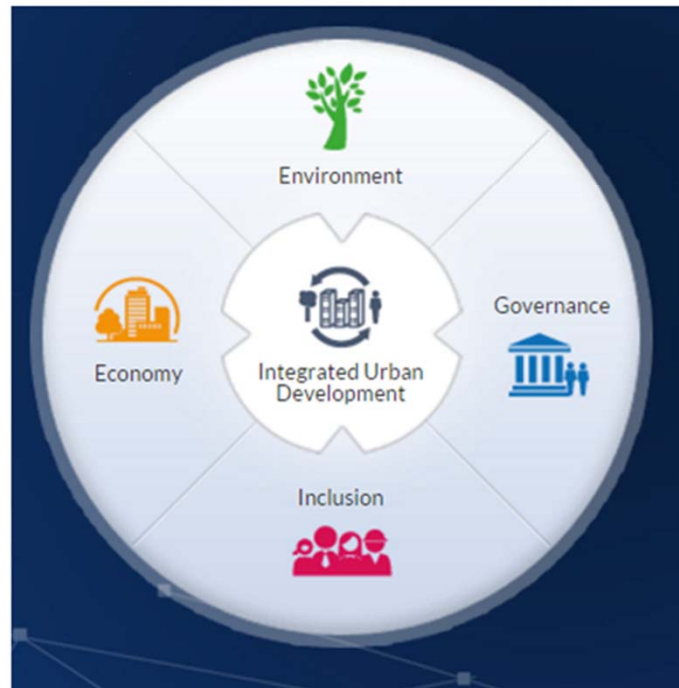 Environment
Governance
Economy
Integrated Urban
Development
Inclusion